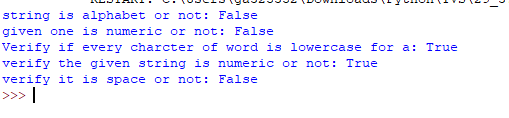 string is alphabet or not: False
given one is numeric or not: False
Verify if every charcter of word is lowercase for a: True
verify the given string is numeric or not: True
verify it is space or not: False
>>>